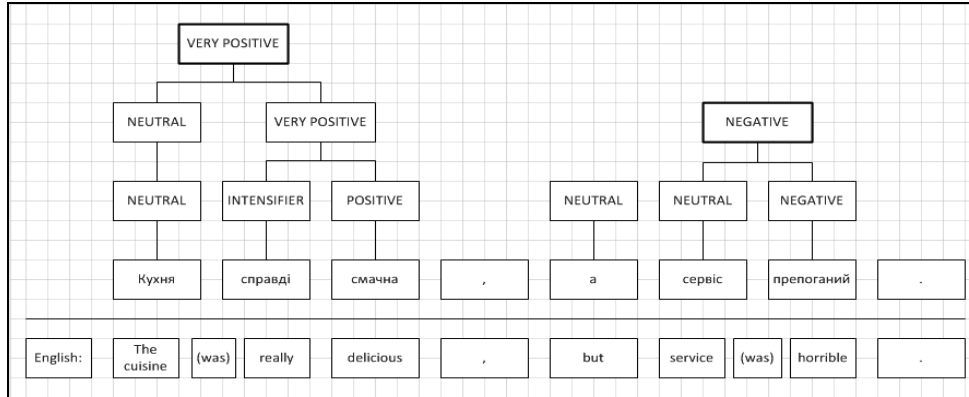 VERY POSITIVE
NEUTRAL VERY POSITIVE NEGATIVE
NEUTRAL INTENSIFIER POSITIVE NEUTRAL NEUTRAL NEGATIVE
Кухня справді смачна , а сервіс препоганий .
English: The cuisine (was) really delicious , but service (was) horrible .